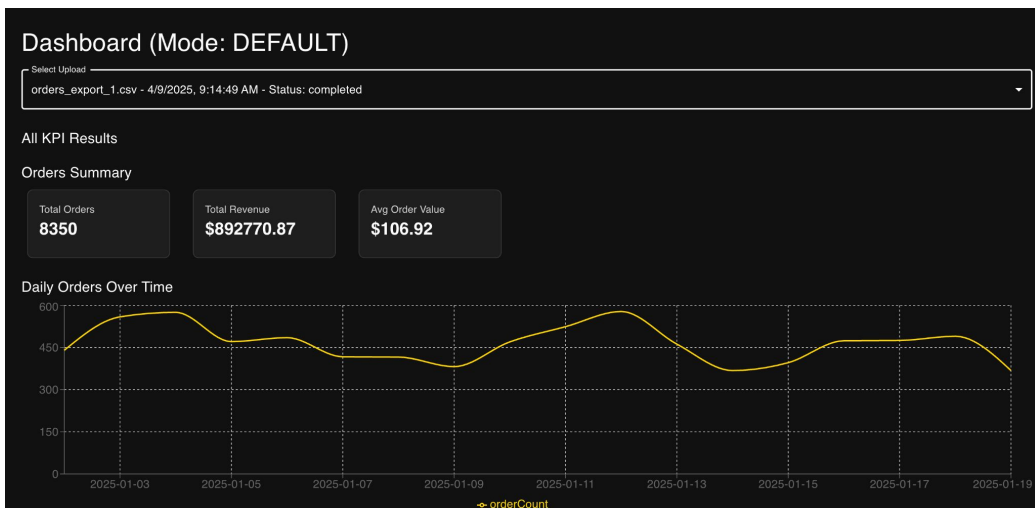 Dashboard (Mode: DEFAULT)
Select Upload
orders_export_1.csv - 4/9/2025, 9:14:49 AM - Status: completed
All KPI Results
Orders Summary
Total Orders
8350
Total Revenue
$892770.87
Avg Order Value
$106.92
Daily Orders Over Time
600
450
300
150
0
2025-01-03 2025-01-05 2025-01-07 2025-01-09 2025-01-11 2025-01-13 2025-01-15 2025-01-17 2025-01-19
orderCount